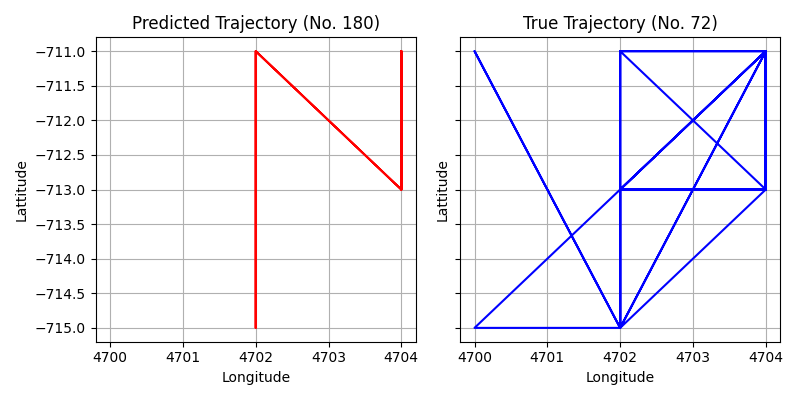 Predicted Trajectory (No. 180)
True Trajectory (No. 72)
Lattitude
−711.0
−711.5
−712.0
−712.5
−713.0
−713.5
−714.0
−714.5
−715.0
4700 4701 4702 4703 4704
Longitude
Lattitude
4700 4701 4702 4703 4704
Longitude